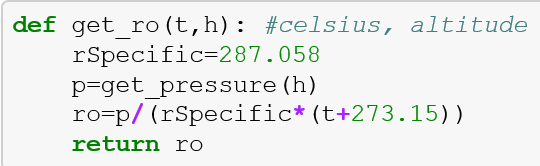 def get_ro(t,h): #celsius, altitude
    rSpecific=287.058
    p=get_pressure(h)
    ro=p/(rSpecific*(t+273.15))
    return ro